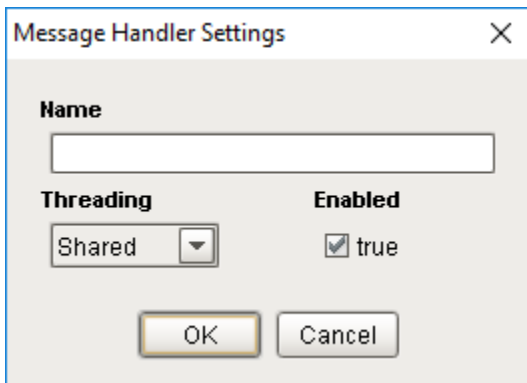 Message Handler Settings
Name
Threading Enabled
Shared true
OK Cancel